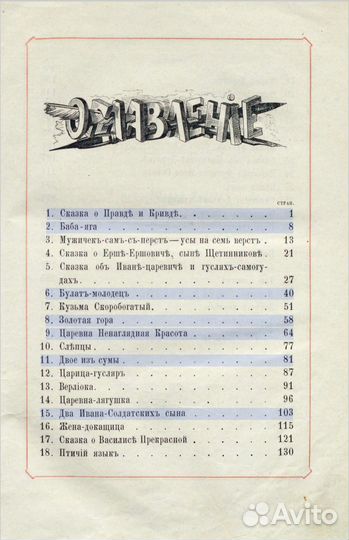 ОГЛАВЛЕНІЕ
СТРАН.
1. Сказка о Правдѣ и Кривдѣ. . . . . . . . . 1
2. Баба-яга . . . . . . . . . . . . 8
3. Мужичекъ-самъ-съ-перстъ—усы на семь верстъ . . 13
4. Сказка о Ершѣ-Ершовичѣ, сынѣ Щетинниковѣ . . 21
5. Сказка объ Иванѣ-царевичѣ и гусляхъ-самогу-
дахъ . . . . . . . . . . . . . 27
6. Булатъ-молодецъ . . . . . . . . . . 40
7. Кузьма Скоробогатый . . . . . . . . . 51
8. Золотая гора . . . . . . . . . . . 58
9. Царевна Ненаглядная Красота . . . . . . . 64
10. Слѣпцы . . . . . . . . . . . . 77
11. Двое изъ сумы . . . . . . . . . . . 81
12. Царица-гусляръ . . . . . . . . . . 87
13. Верліока . . . . . . . . . . . . 91
14. Царевна-лягушка . . . . . . . . . . 96
15. Два Ивана-Солдатскихъ сына . . . . . . . 103
16. Жена-докащица . . . . . . . . . . 115
17. Сказка о Василисѣ Прекрасной . . . . . . . 121
18. Птичій языкъ . . . . . . . . . . . 130
Avito